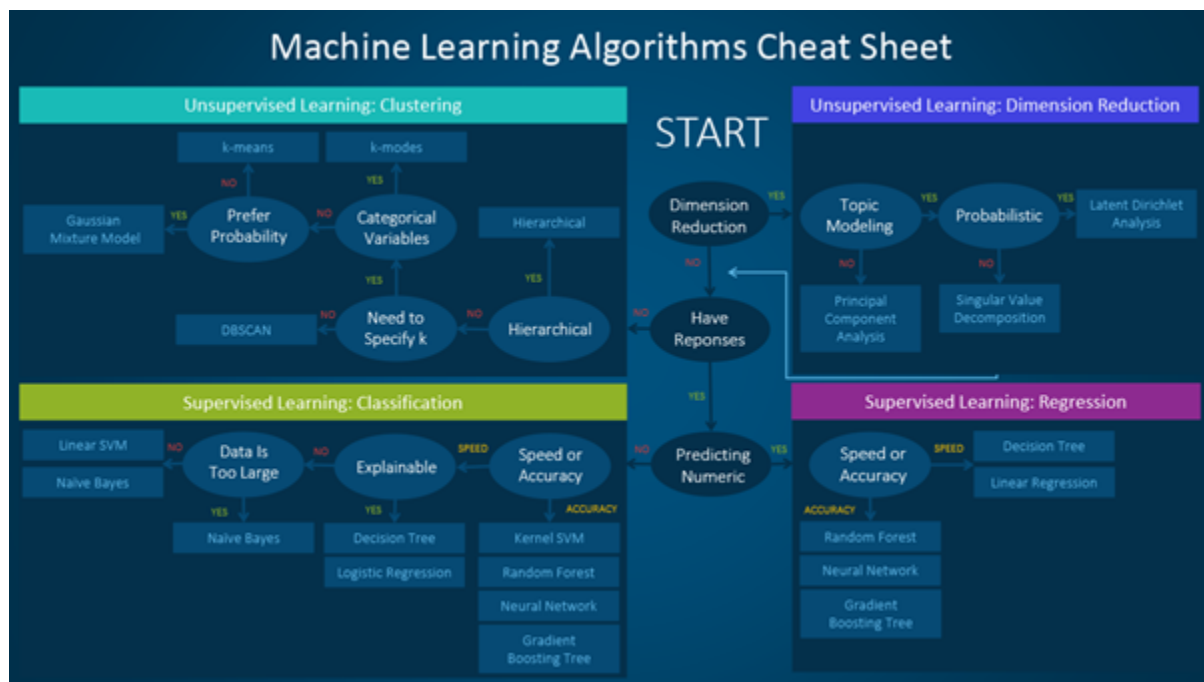 Machine Learning Algorithms Cheat Sheet
Unsupervised Learning: Clustering
k-means
k-modes
NO
YES
Gaussian
Mixture Model
YES
Prefer
Probability
NO
Categorical
Variables
Hierarchical
YES
YES
DBSCAN
NO
Need to
Specify k
NO
Hierarchical
START
Dimension
Reduction
YES
NO
NO
Have
Reponses
YES
NO
Predicting
Numeric
YES
Unsupervised Learning: Dimension Reduction
Topic
Modeling
YES
Probabilistic
YES
Latent Dirichlet
Analysis
NO
NO
Principal
Component
Analysis
Singular Value
Decomposition
Supervised Learning: Classification
Linear SVM
Naïve Bayes
NO
Data Is
Too Large
NO
Explainable
SPEED
Speed or
Accuracy
YES
YES
ACCURACY
Naïve Bayes
Decision Tree
Logistic Regression
Kernel SVM
Random Forest
Neural Network
Gradient
Boosting Tree
Supervised Learning: Regression
Speed or
Accuracy
SPEED
Decision Tree
Linear Regression
ACCURACY
Random Forest
Neural Network
Gradient
Boosting Tree